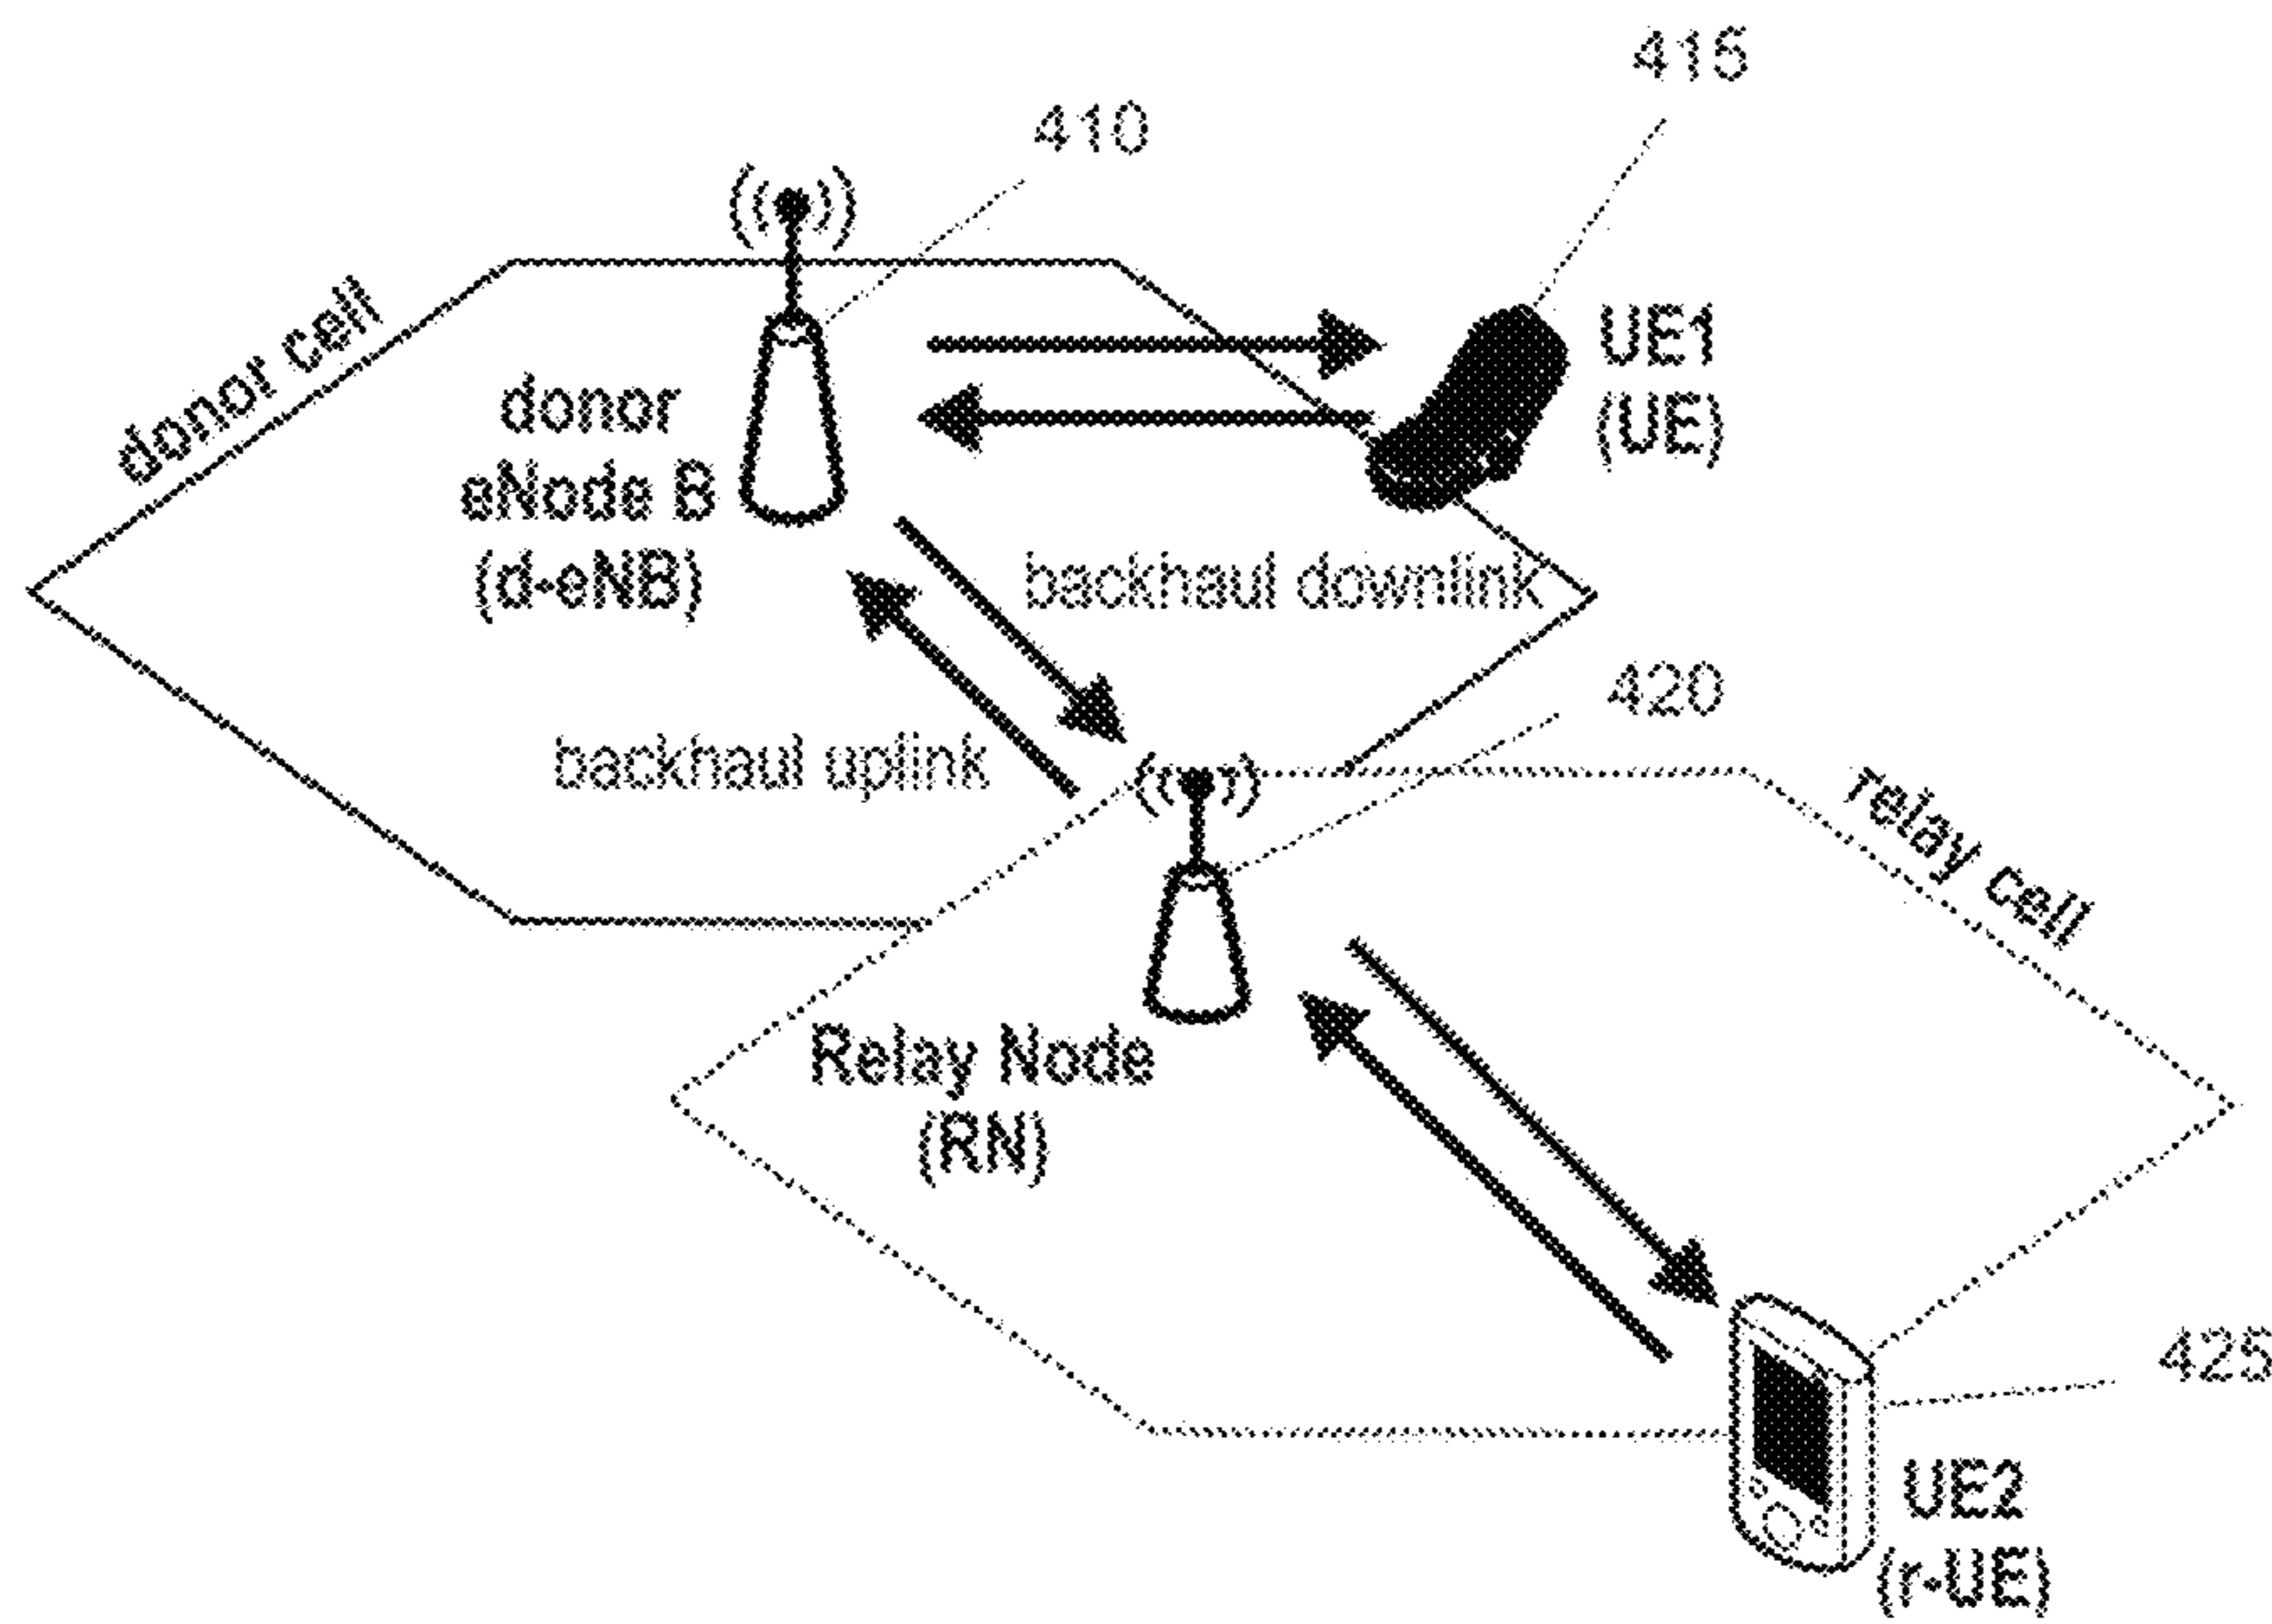 415
410
donor cell
UE1
(UE)
donor
eNode B
(d-eNB)
backhaul downlink
420
backhaul uplink
relay cell
Relay Node
(RN)
425
UE2
(r-UE)